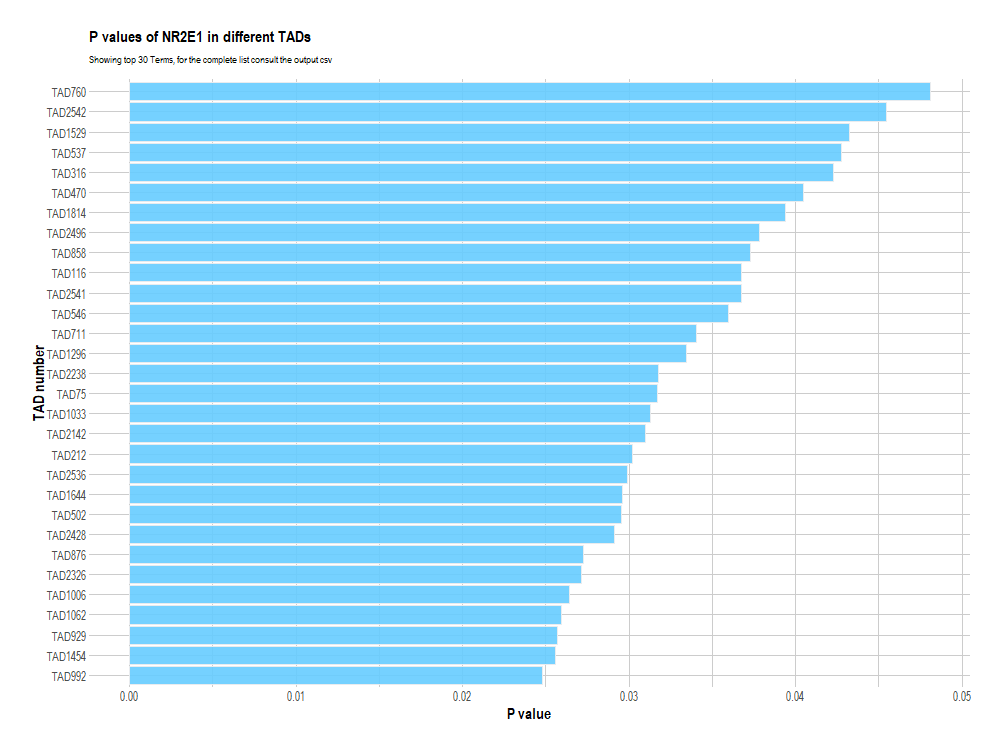 P values of NR2E1 in different TADs
Showing top 30 Terms, for the complete list consult the output csv
TAD number
TAD760
TAD2542
TAD1529
TAD537
TAD316
TAD470
TAD1814
TAD2496
TAD858
TAD116
TAD2541
TAD546
TAD711
TAD1296
TAD2238
TAD75
TAD1033
TAD2142
TAD212
TAD2536
TAD1644
TAD502
TAD2428
TAD876
TAD2326
TAD1006
TAD1062
TAD929
TAD1454
TAD992
0.00 0.01 0.02 0.03 0.04 0.05
P value